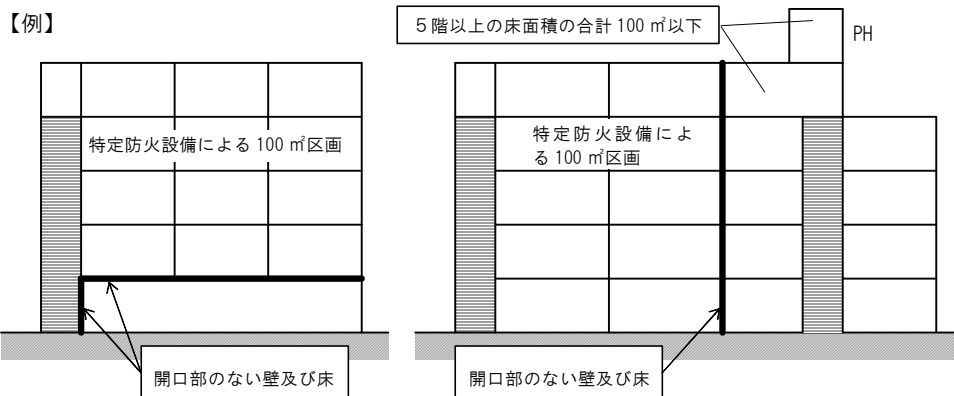 【例】
5階以上の床面積の合計 100 ㎡以下
PH
特定防火設備による 100 ㎡区画
特定防火設備によ
る 100 ㎡区画
開口部のない壁及び床
開口部のない壁及び床